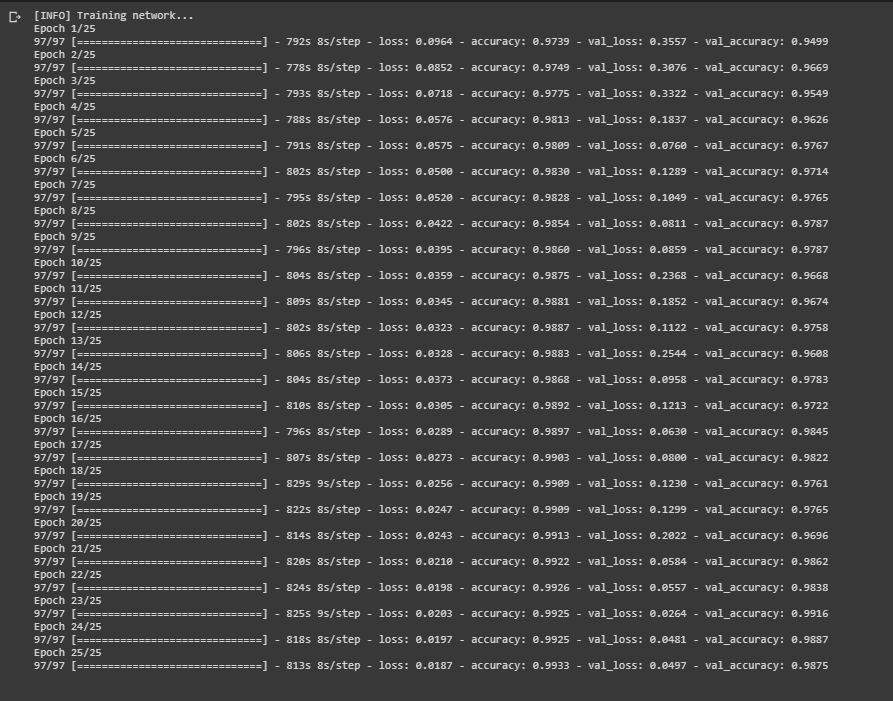 [INFO] Training network...
Epoch 1/25
97/97 [==============================] - 792s 8s/step - loss: 0.0964 - accuracy: 0.9739 - val_loss: 0.3557 - val_accuracy: 0.9499
Epoch 2/25
97/97 [==============================] - 778s 8s/step - loss: 0.0852 - accuracy: 0.9749 - val_loss: 0.3076 - val_accuracy: 0.9669
Epoch 3/25
97/97 [==============================] - 793s 8s/step - loss: 0.0718 - accuracy: 0.9775 - val_loss: 0.3322 - val_accuracy: 0.9549
Epoch 4/25
97/97 [==============================] - 788s 8s/step - loss: 0.0576 - accuracy: 0.9813 - val_loss: 0.1837 - val_accuracy: 0.9626
Epoch 5/25
97/97 [==============================] - 791s 8s/step - loss: 0.0575 - accuracy: 0.9809 - val_loss: 0.0760 - val_accuracy: 0.9767
Epoch 6/25
97/97 [==============================] - 802s 8s/step - loss: 0.0500 - accuracy: 0.9830 - val_loss: 0.1289 - val_accuracy: 0.9714
Epoch 7/25
97/97 [==============================] - 795s 8s/step - loss: 0.0520 - accuracy: 0.9828 - val_loss: 0.1049 - val_accuracy: 0.9765
Epoch 8/25
97/97 [==============================] - 802s 8s/step - loss: 0.0422 - accuracy: 0.9854 - val_loss: 0.0811 - val_accuracy: 0.9787
Epoch 9/25
97/97 [==============================] - 796s 8s/step - loss: 0.0395 - accuracy: 0.9860 - val_loss: 0.0859 - val_accuracy: 0.9787
Epoch 10/25
97/97 [==============================] - 804s 8s/step - loss: 0.0359 - accuracy: 0.9875 - val_loss: 0.2368 - val_accuracy: 0.9668
Epoch 11/25
97/97 [==============================] - 809s 8s/step - loss: 0.0345 - accuracy: 0.9881 - val_loss: 0.1852 - val_accuracy: 0.9674
Epoch 12/25
97/97 [==============================] - 802s 8s/step - loss: 0.0323 - accuracy: 0.9887 - val_loss: 0.1122 - val_accuracy: 0.9758
Epoch 13/25
97/97 [==============================] - 806s 8s/step - loss: 0.0328 - accuracy: 0.9883 - val_loss: 0.2544 - val_accuracy: 0.9608
Epoch 14/25
97/97 [==============================] - 804s 8s/step - loss: 0.0373 - accuracy: 0.9868 - val_loss: 0.0958 - val_accuracy: 0.9783
Epoch 15/25
97/97 [==============================] - 810s 8s/step - loss: 0.0305 - accuracy: 0.9892 - val_loss: 0.1213 - val_accuracy: 0.9722
Epoch 16/25
97/97 [==============================] - 796s 8s/step - loss: 0.0289 - accuracy: 0.9897 - val_loss: 0.0630 - val_accuracy: 0.9845
Epoch 17/25
97/97 [==============================] - 807s 8s/step - loss: 0.0273 - accuracy: 0.9903 - val_loss: 0.0800 - val_accuracy: 0.9822
Epoch 18/25
97/97 [==============================] - 829s 9s/step - loss: 0.0256 - accuracy: 0.9909 - val_loss: 0.1230 - val_accuracy: 0.9761
Epoch 19/25
97/97 [==============================] - 822s 8s/step - loss: 0.0247 - accuracy: 0.9909 - val_loss: 0.1299 - val_accuracy: 0.9765
Epoch 20/25
97/97 [==============================] - 814s 8s/step - loss: 0.0243 - accuracy: 0.9913 - val_loss: 0.2022 - val_accuracy: 0.9696
Epoch 21/25
97/97 [==============================] - 820s 8s/step - loss: 0.0210 - accuracy: 0.9922 - val_loss: 0.0584 - val_accuracy: 0.9862
Epoch 22/25
97/97 [==============================] - 824s 8s/step - loss: 0.0198 - accuracy: 0.9926 - val_loss: 0.0557 - val_accuracy: 0.9838
Epoch 23/25
97/97 [==============================] - 825s 9s/step - loss: 0.0203 - accuracy: 0.9925 - val_loss: 0.0264 - val_accuracy: 0.9916
Epoch 24/25
97/97 [==============================] - 818s 8s/step - loss: 0.0197 - accuracy: 0.9925 - val_loss: 0.0481 - val_accuracy: 0.9887
Epoch 25/25
97/97 [==============================] - 813s 8s/step - loss: 0.0187 - accuracy: 0.9933 - val_loss: 0.0497 - val_accuracy: 0.9875